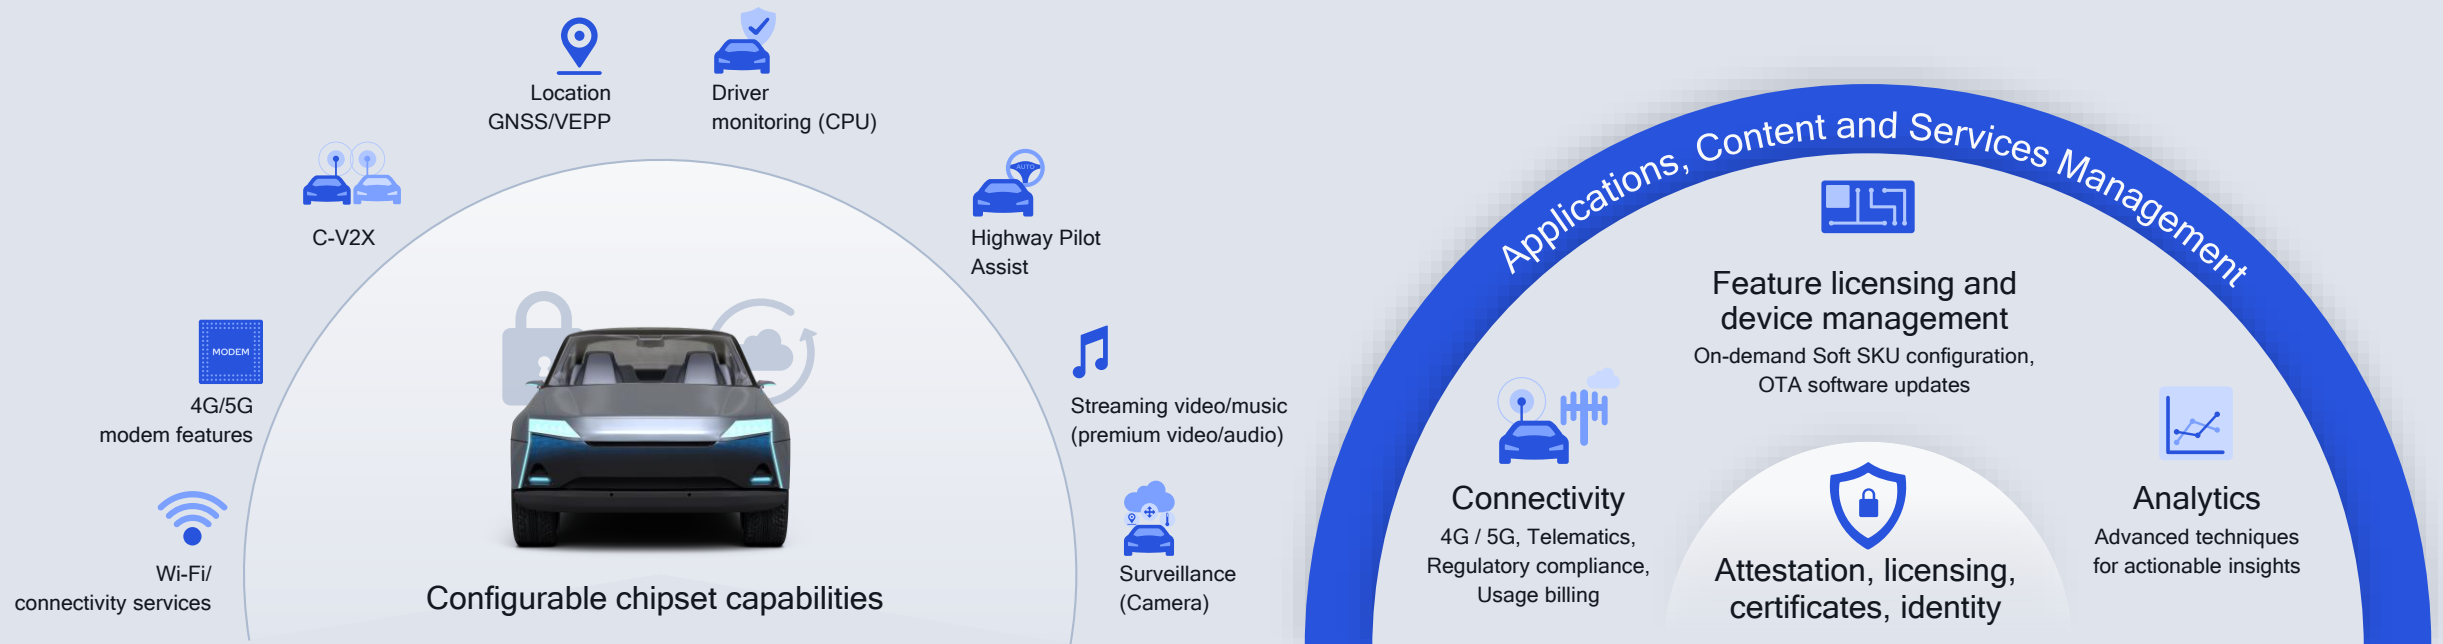 Location
GNSS/VEPP
Driver
monitoring (CPU)
C-V2X
AUTO
Highway Pilot
Assist
MODEM
4G/5G
modem features
Streaming video/music
(premium video/audio)
Wi-Fi/
connectivity services
Surveillance
(Camera)
Configurable chipset capabilities
Applications, Content and Services Management
Feature licensing and
device management
On-demand Soft SKU configuration,
OTA software updates
Connectivity
4G / 5G, Telematics,
Regulatory compliance,
Usage billing
Attestation, licensing,
certificates, identity
Analytics
Advanced techniques
for actionable insights